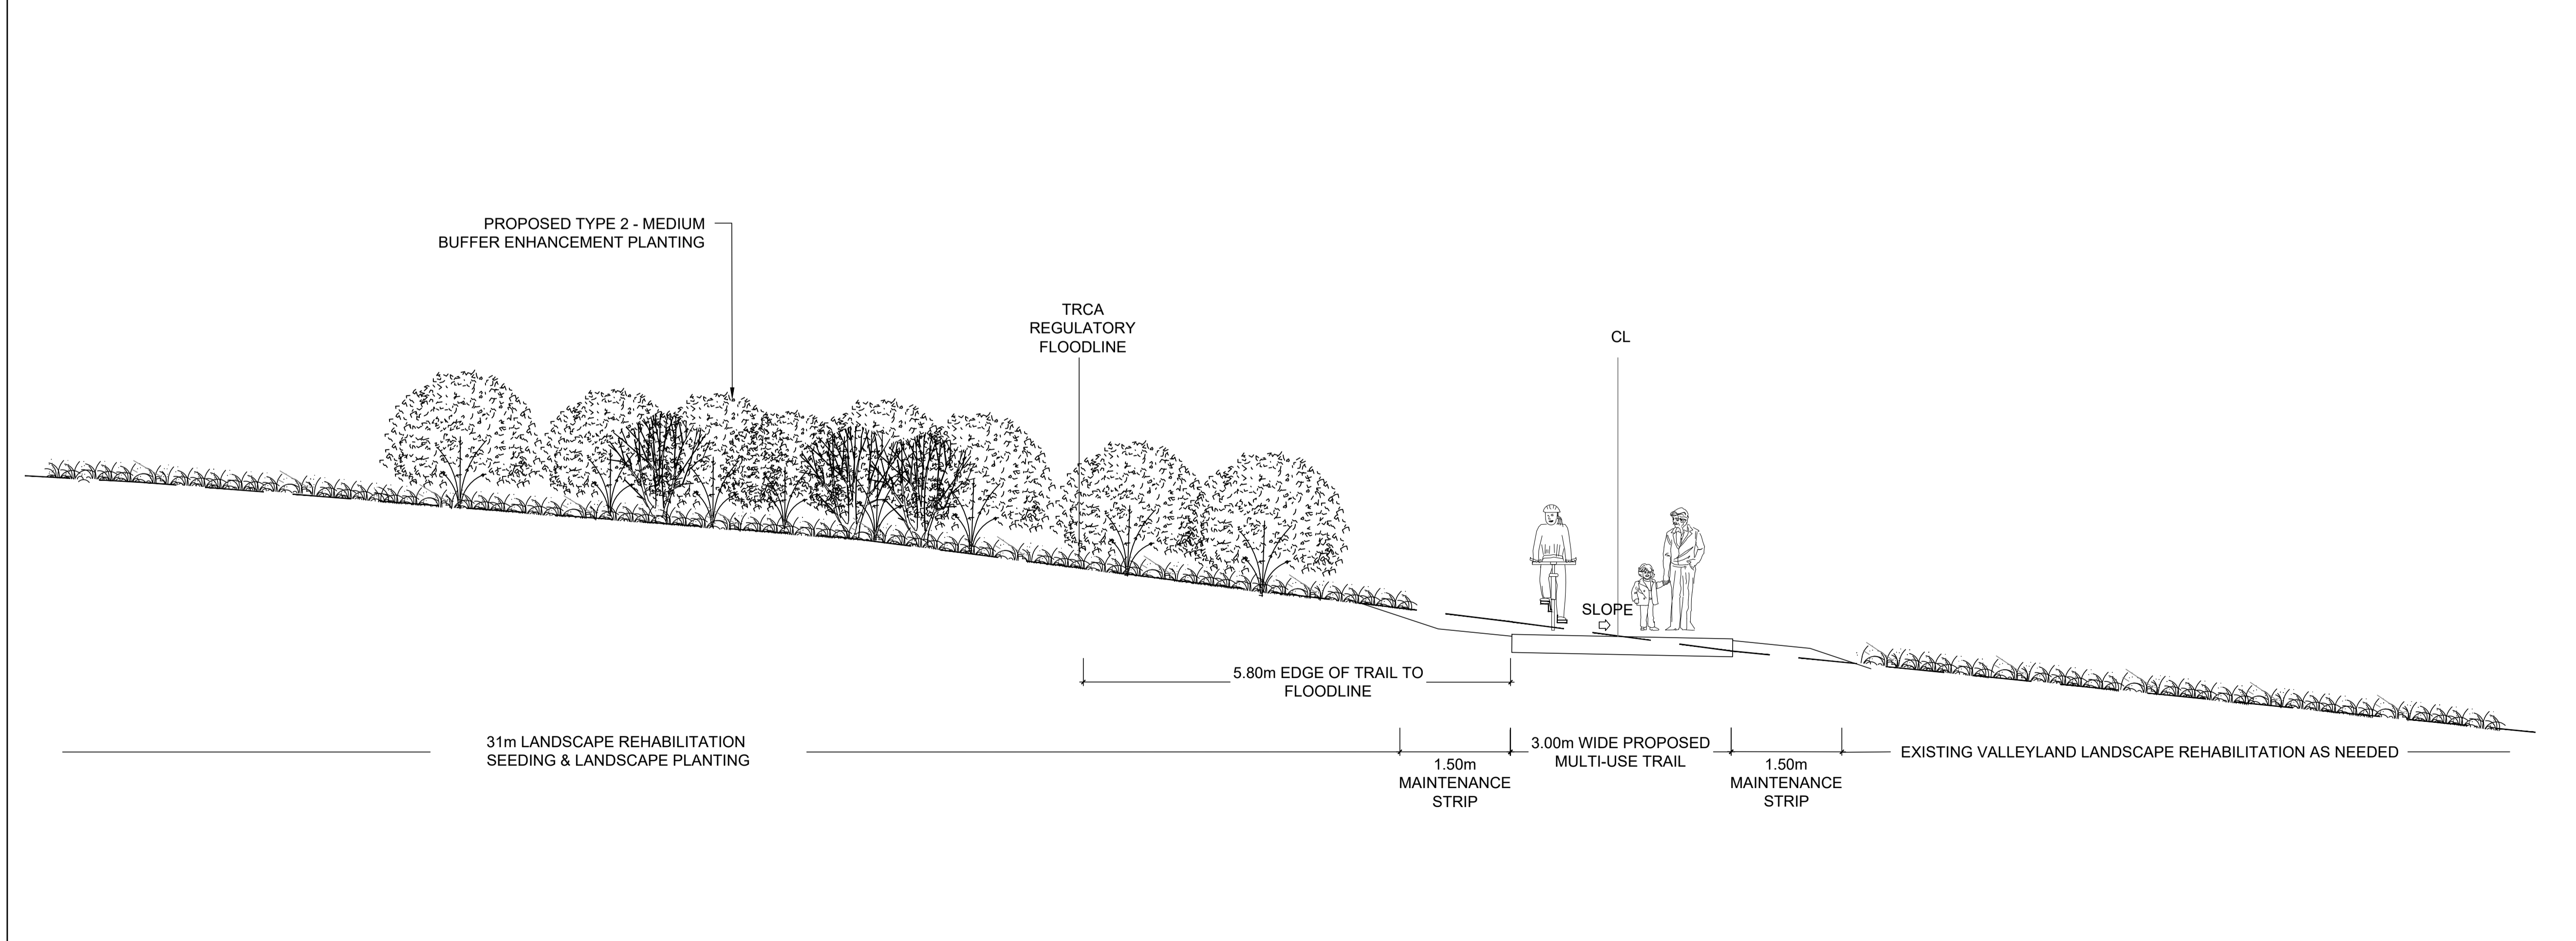 PROPOSED TYPE 2 - MEDIUM
BUFFER ENHANCEMENT PLANTING
TRCA
REGULATORY
FLOODLINE
CL
SLOPE
5.80m EDGE OF TRAIL TO
FLOODLINE
31m LANDSCAPE REHABILITATION
SEEDING & LANDSCAPE PLANTING
1.50m
MAINTENANCE
STRIP
3.00m WIDE PROPOSED
MULTI-USE TRAIL
1.50m
MAINTENANCE
STRIP
EXISTING VALLEYLAND LANDSCAPE REHABILITATION AS NEEDED